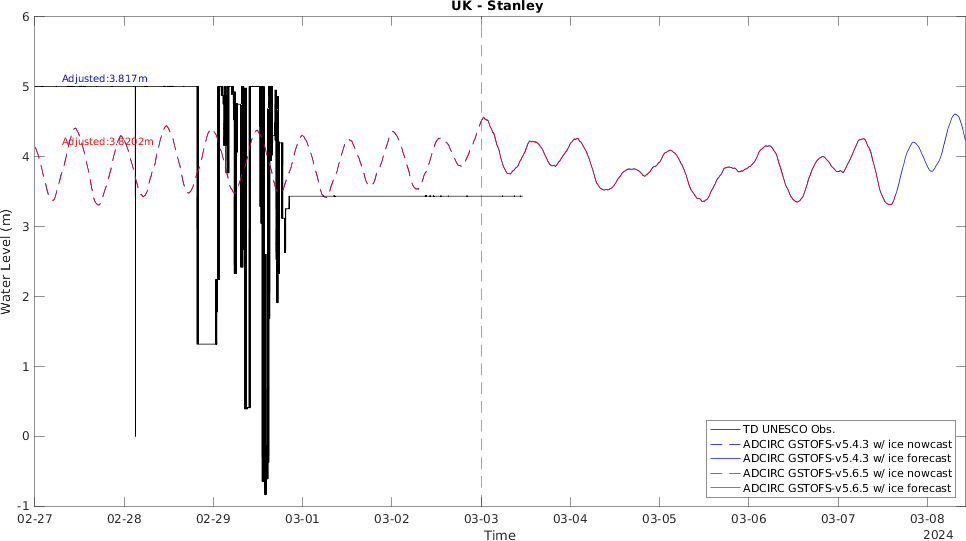 UK - Stanley
6
5
4
3
2
1
0
-1
Water Level (m)
Adjusted:3.817m
Adjusted:3.8202m
TD UNESCO Obs.
ADCIRC GSTOFS-v5.4.3 w/ ice nowcast
ADCIRC GSTOFS-v5.4.3 w/ ice forecast
ADCIRC GSTOFS-v5.6.5 w/ ice nowcast
ADCIRC GSTOFS-v5.6.5 w/ ice forecast
02-27 02-28 02-29 03-01 03-02 03-03 03-04 03-05 03-06 03-07 03-08
Time
2024